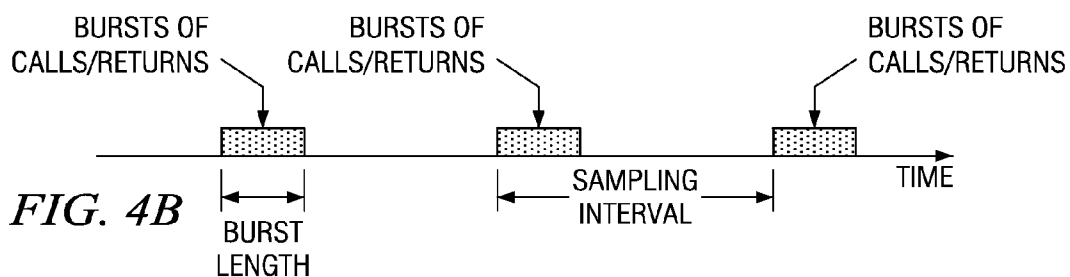 BURSTS OF
CALLS/RETURNS
BURSTS OF
CALLS/RETURNS
BURSTS OF
CALLS/RETURNS
TIME
SAMPLING
INTERVAL
BURST
LENGTH
FIG. 4B